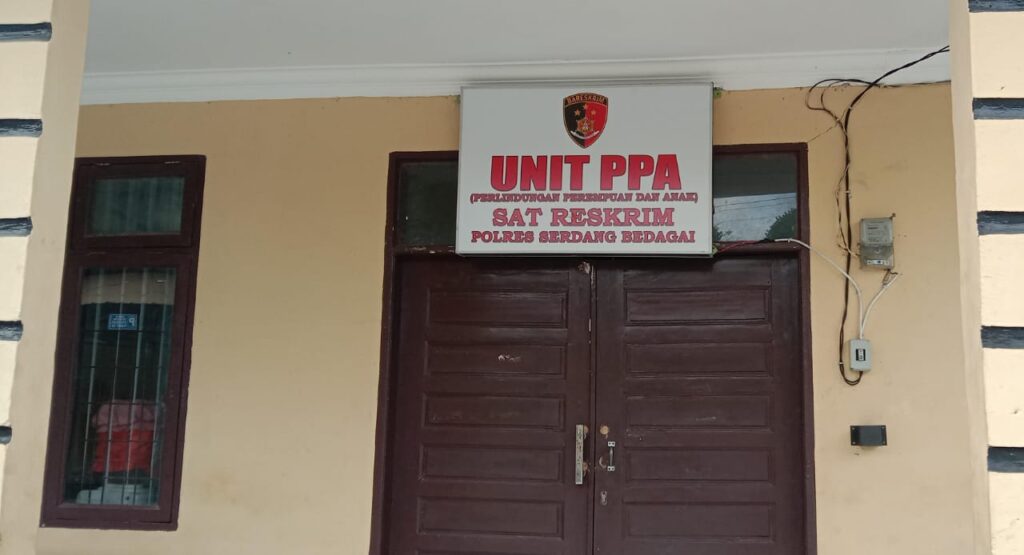 BARESKRIM
UNIT PPA
(PERLINDUNGAN PEREMPUAN DAN ANAK)
SAT RESKRIM
POLRES SERDANG BEDAGAI